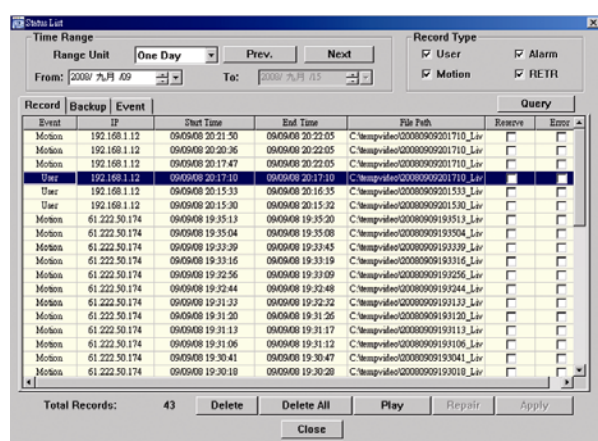 Status List
Time Range
Record Type
Range Unit One Day Prev. Next
User Alarm
From: 2008/ 九月 /09 To: 2008/ 九月 /15
Motion RETR
Record Backup Event Query
Event IP Start Time End Time File Path Reserve Error
Motion 192.168.1.12 09/09/08 20:21:50 09/09/08 20:22:05 C:\tempvideo\20080909201710_Liv
Motion 192.168.1.12 09/09/08 20:20:36 09/09/08 20:22:05 C:\tempvideo\20080909201710_Liv
Motion 192.168.1.12 09/09/08 20:17:47 09/09/08 20:22:05 C:\tempvideo\20080909201710_Liv
User 192.168.1.12 09/09/08 20:17:10 09/09/08 20:17:10 C:\tempvideo\20080909201710_Liv
User 192.168.1.12 09/09/08 20:15:33 09/09/08 20:16:35 C:\tempvideo\20080909201533_Liv
User 192.168.1.12 09/09/08 20:15:30 09/09/08 20:15:32 C:\tempvideo\20080909201530_Liv
Motion 61.222.50.174 09/09/08 19:35:13 09/09/08 19:35:20 C:\tempvideo\20080909193513_Liv
Motion 61.222.50.174 09/09/08 19:35:04 09/09/08 19:35:08 C:\tempvideo\20080909193504_Liv
Motion 61.222.50.174 09/09/08 19:33:39 09/09/08 19:33:45 C:\tempvideo\20080909193339_Liv
Motion 61.222.50.174 09/09/08 19:33:16 09/09/08 19:33:19 C:\tempvideo\20080909193316_Liv
Motion 61.222.50.174 09/09/08 19:32:56 09/09/08 19:33:09 C:\tempvideo\20080909193256_Liv
Motion 61.222.50.174 09/09/08 19:32:44 09/09/08 19:32:48 C:\tempvideo\20080909193244_Liv
Motion 61.222.50.174 09/09/08 19:31:33 09/09/08 19:32:32 C:\tempvideo\20080909193133_Liv
Motion 61.222.50.174 09/09/08 19:31:20 09/09/08 19:31:26 C:\tempvideo\20080909193120_Liv
Motion 61.222.50.174 09/09/08 19:31:13 09/09/08 19:31:17 C:\tempvideo\20080909193113_Liv
Motion 61.222.50.174 09/09/08 19:31:06 09/09/08 19:31:12 C:\tempvideo\20080909193106_Liv
Motion 61.222.50.174 09/09/08 19:30:41 09/09/08 19:30:47 C:\tempvideo\20080909193041_Liv
Motion 61.222.50.174 09/09/08 19:30:18 09/09/08 19:30:28 C:\tempvideo\20080909193018_Liv
Total Records: 43 Delete Delete All Play Repair Apply
Close